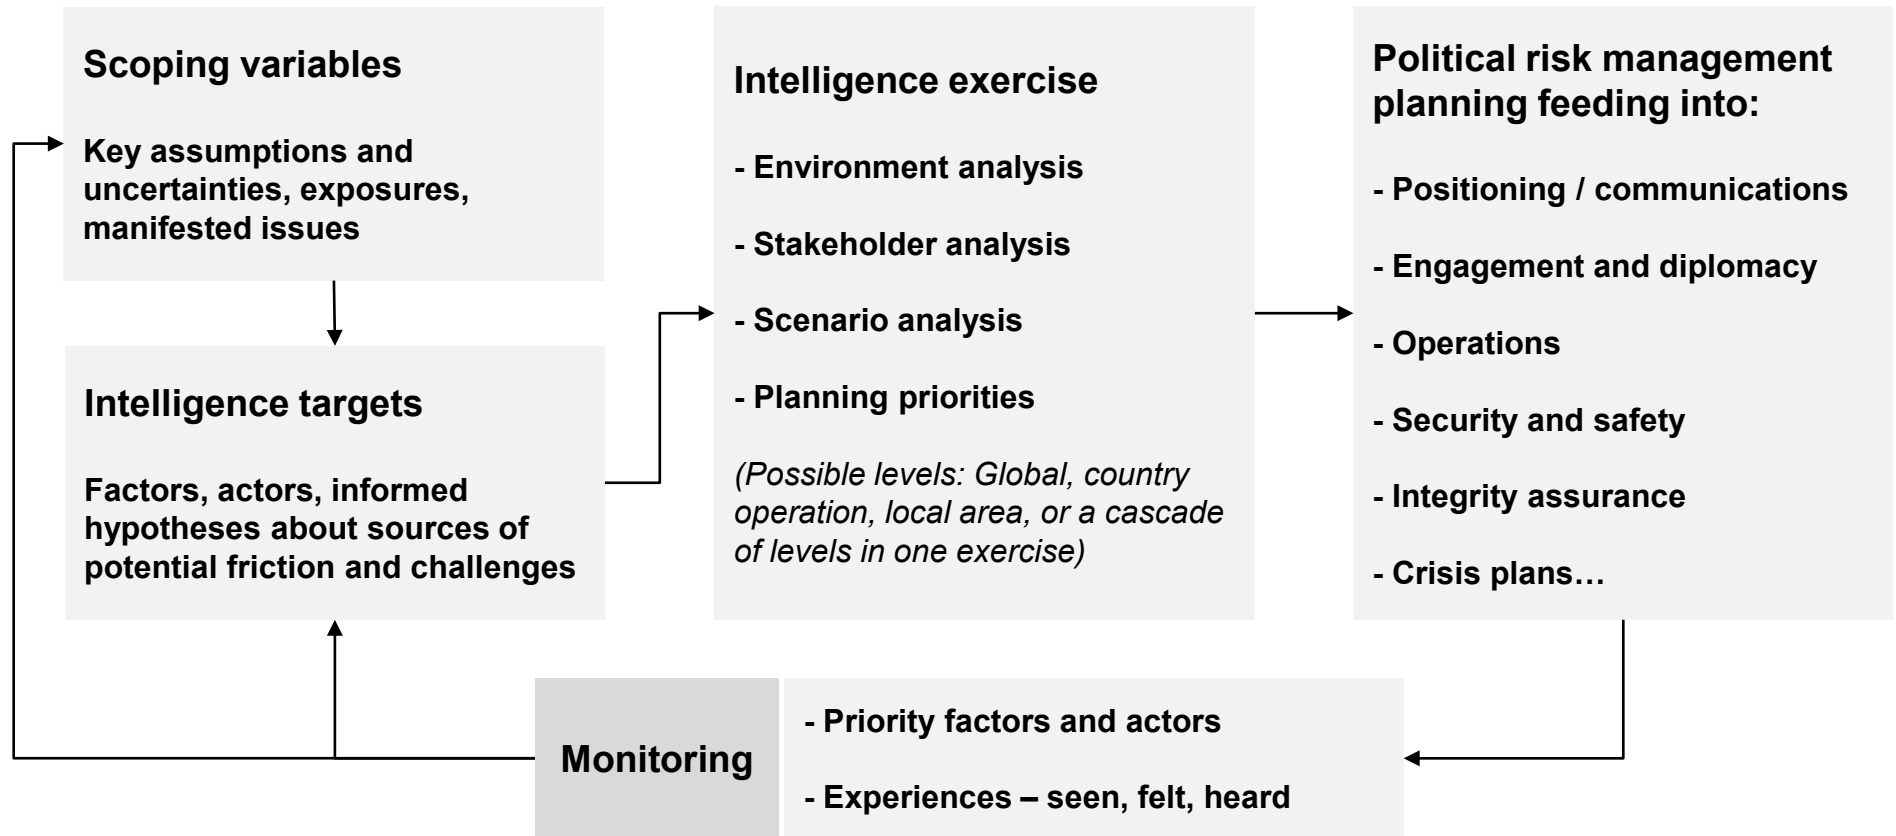 Scoping variables
Key assumptions and
uncertainties, exposures,
manifested issues
Intelligence targets
Factors, actors, informed
hypotheses about sources of
potential friction and challenges
Intelligence exercise
- Environment analysis
- Stakeholder analysis
- Scenario analysis
- Planning priorities
(Possible levels: Global, country
operation, local area, or a cascade
of levels in one exercise)
Political risk management
planning feeding into:
- Positioning / communications
- Engagement and diplomacy
- Operations
- Security and safety
- Integrity assurance
- Crisis plans…
Monitoring
- Priority factors and actors
- Experiences – seen, felt, heard